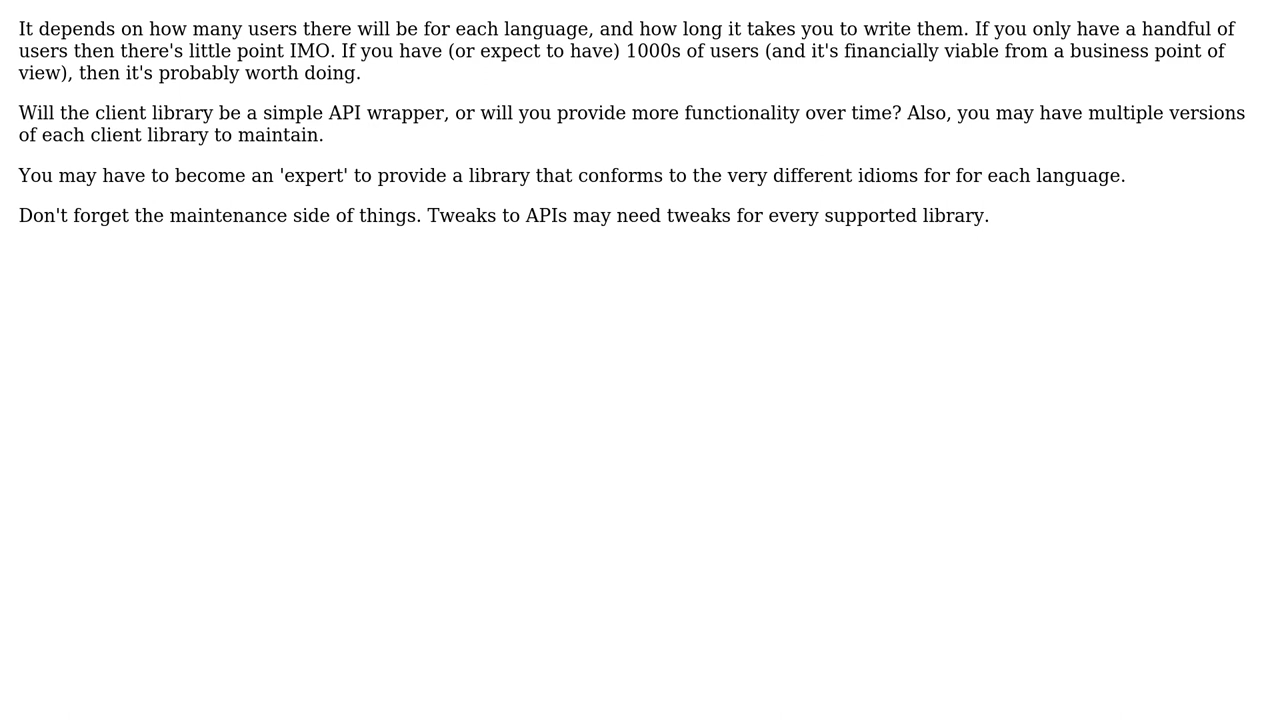 It depends on how many users there will be for each language, and how long it takes you to write them. If you only have a handful of
users then there's little point IMO. If you have (or expect to have) 1000s of users (and it's financially viable from a business point of
view), then it's probably worth doing.
Will the client library be a simple API wrapper, or will you provide more functionality over time? Also, you may have multiple versions
of each client library to maintain.
You may have to become an 'expert' to provide a library that conforms to the very different idioms for for each language.
Don't forget the maintenance side of things. Tweaks to APIs may need tweaks for every supported library.